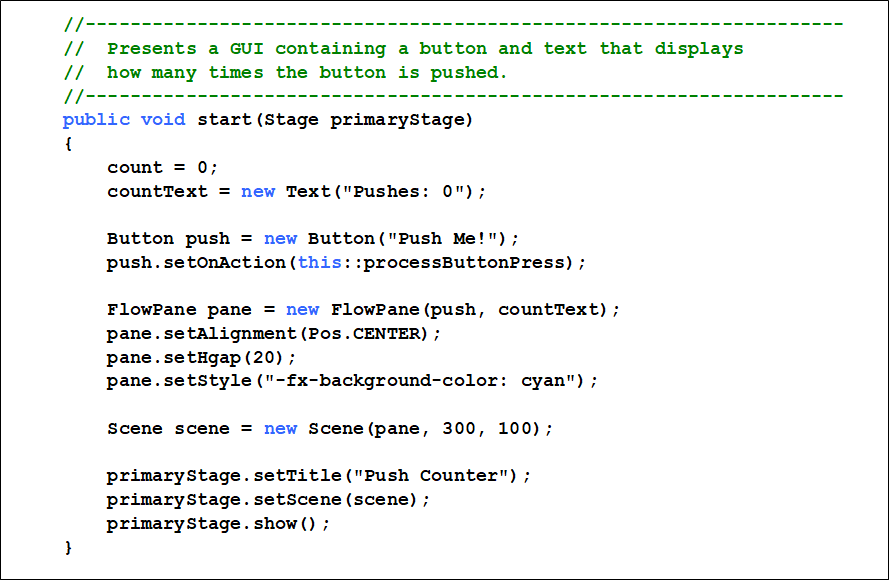 //--------------------------------------------------------------------
//  Presents a GUI containing a button and text that displays
//  how many times the button is pushed.
//--------------------------------------------------------------------
public void start(Stage primaryStage)
{
    count = 0;
    countText = new Text("Pushes: 0");

    Button push = new Button("Push Me!");
    push.setOnAction(this::processButtonPress);

    FlowPane pane = new FlowPane(push, countText);
    pane.setAlignment(Pos.CENTER);
    pane.setHgap(20);
    pane.setStyle("-fx-background-color: cyan");

    Scene scene = new Scene(pane, 300, 100);

    primaryStage.setTitle("Push Counter");
    primaryStage.setScene(scene);
    primaryStage.show();
}